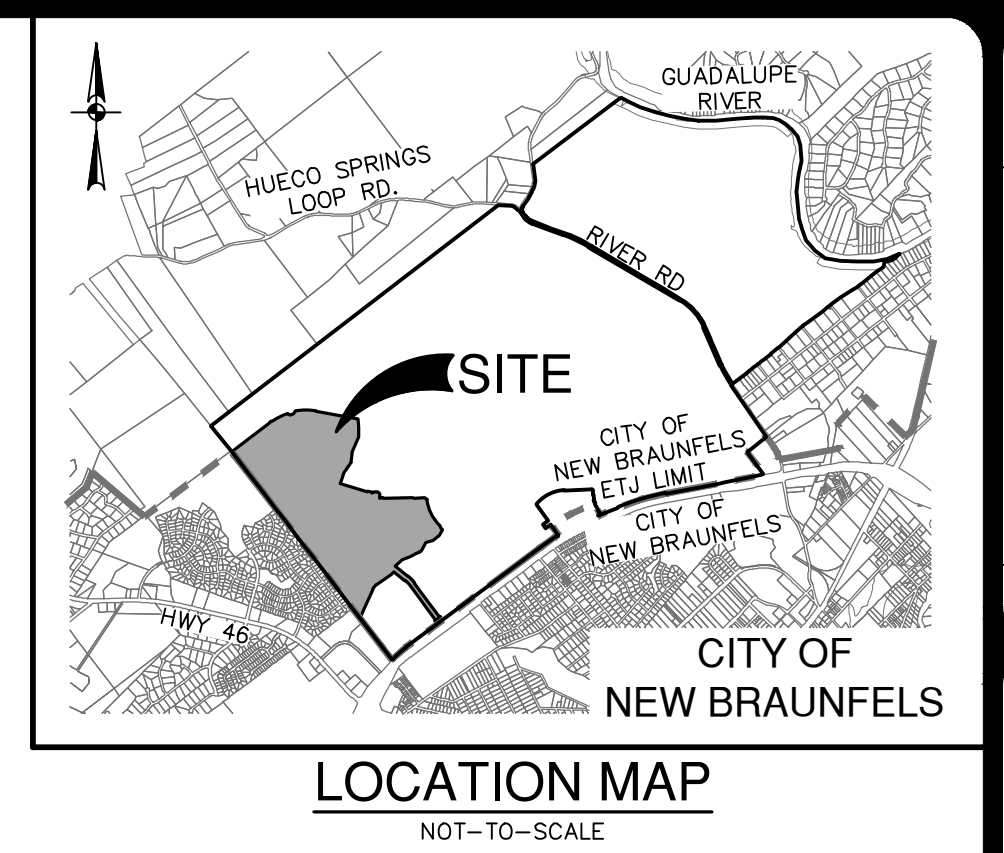 GUADALUPE
RIVER
HUECO SPRINGS
LOOP RD.
RIVER RD
SITE
CITY OF
NEW BRAUNFELS
ETJ LIMIT
CITY OF
NEW BRAUNFELS
HWY 46
CITY OF
NEW BRAUNFELS
LOCATION MAP
NOT-TO-SCALE